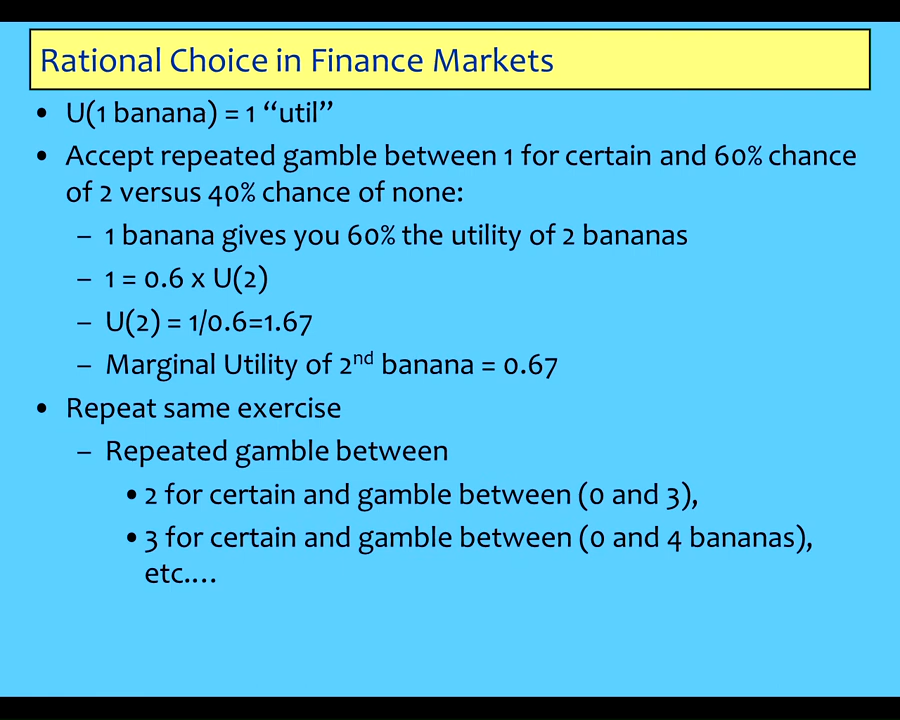 Rational Choice in Finance Markets
• U(1 banana) = 1 “util”
• Accept repeated gamble between 1 for certain and 60% chance
of 2 versus 40% chance of none:
– 1 banana gives you 60% the utility of 2 bananas
– 1 = 0.6 x U(2)
– U(2) = 1/0.6=1.67
– Marginal Utility of 2nd banana = 0.67
• Repeat same exercise
– Repeated gamble between
• 2 for certain and gamble between (0 and 3),
• 3 for certain and gamble between (0 and 4 bananas),
etc.…